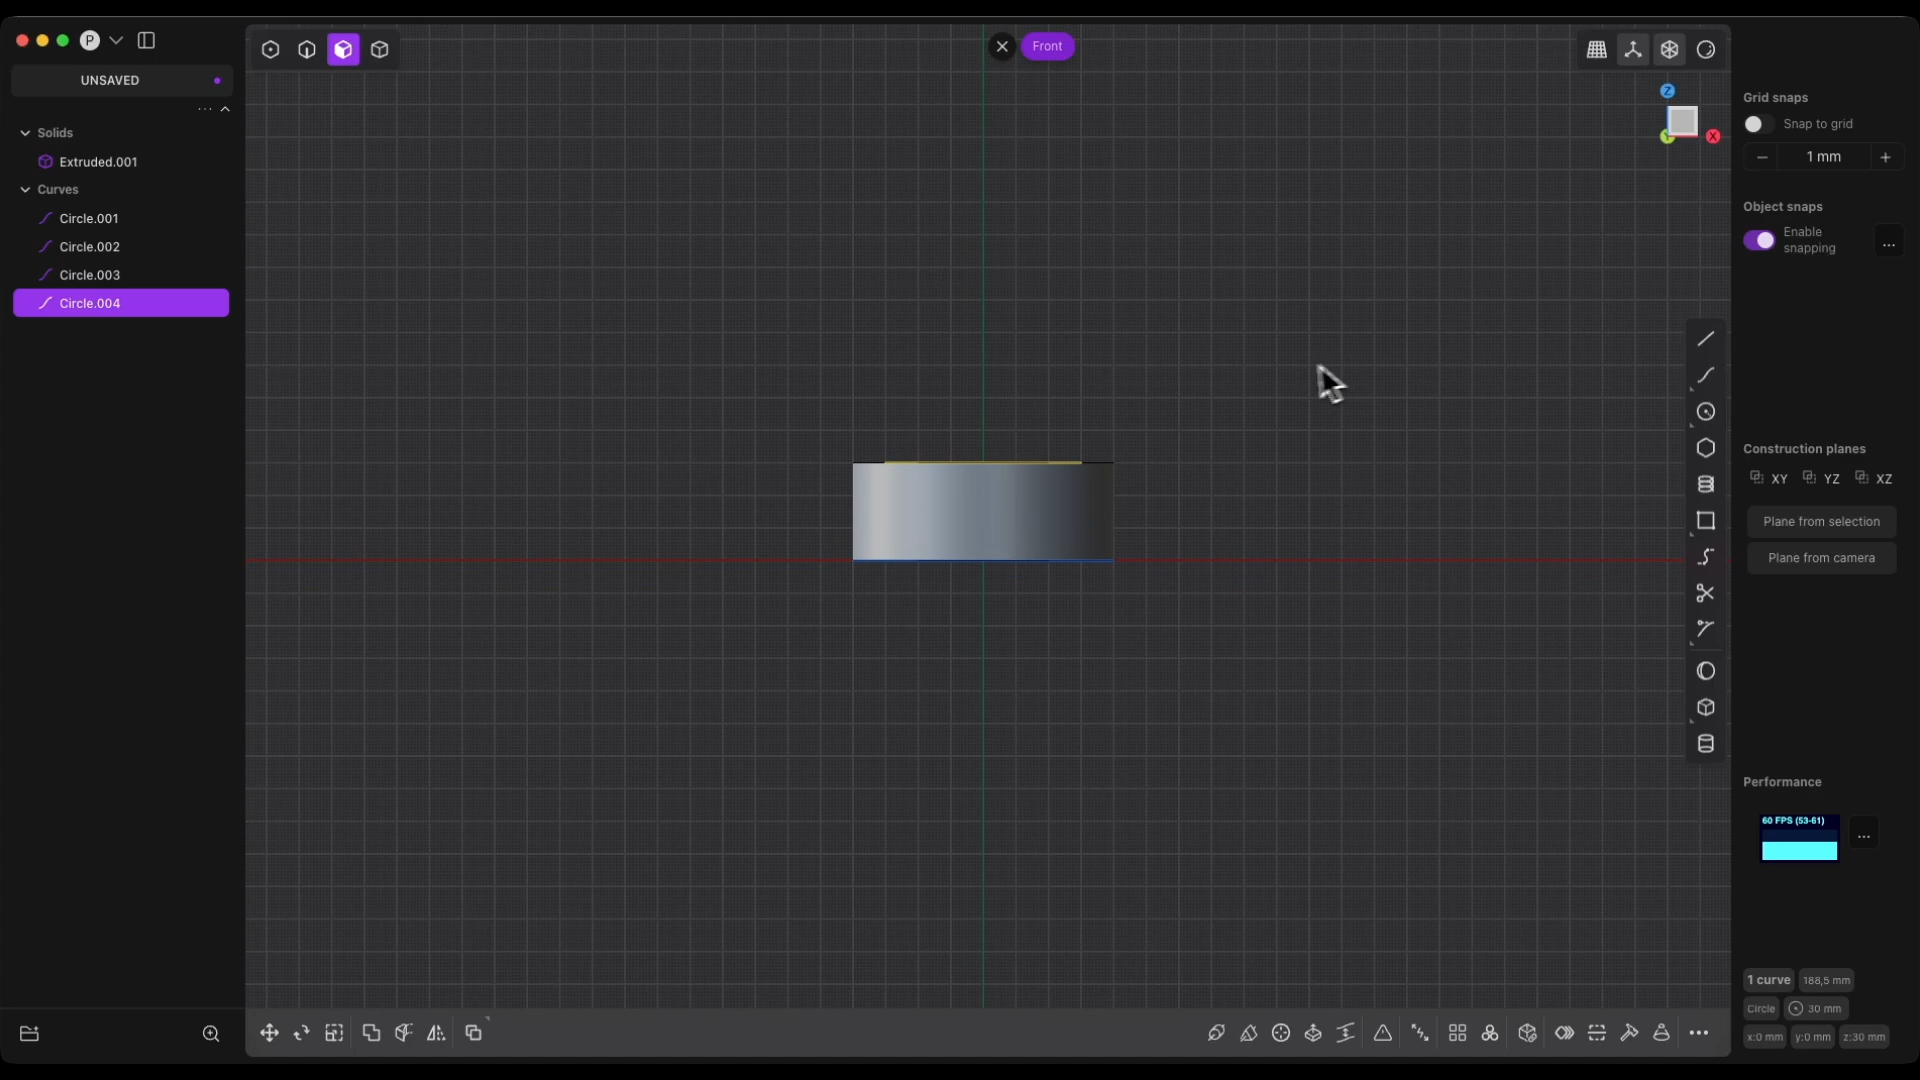 P
UNSAVED
Solids
Extruded.001
Curves
Circle.001
Circle.002
Circle.003
Circle.004
Front
Z
X
Grid snaps
Snap to grid
1 mm
Object snaps
Enable
snapping
...
Construction planes
XY YZ XZ
Plane from selection
Plane from camera
Performance
60 FPS (53-61)
...
1 curve 188,5 mm
Circle 30 mm
x:0 mm y:0 mm z:30 mm